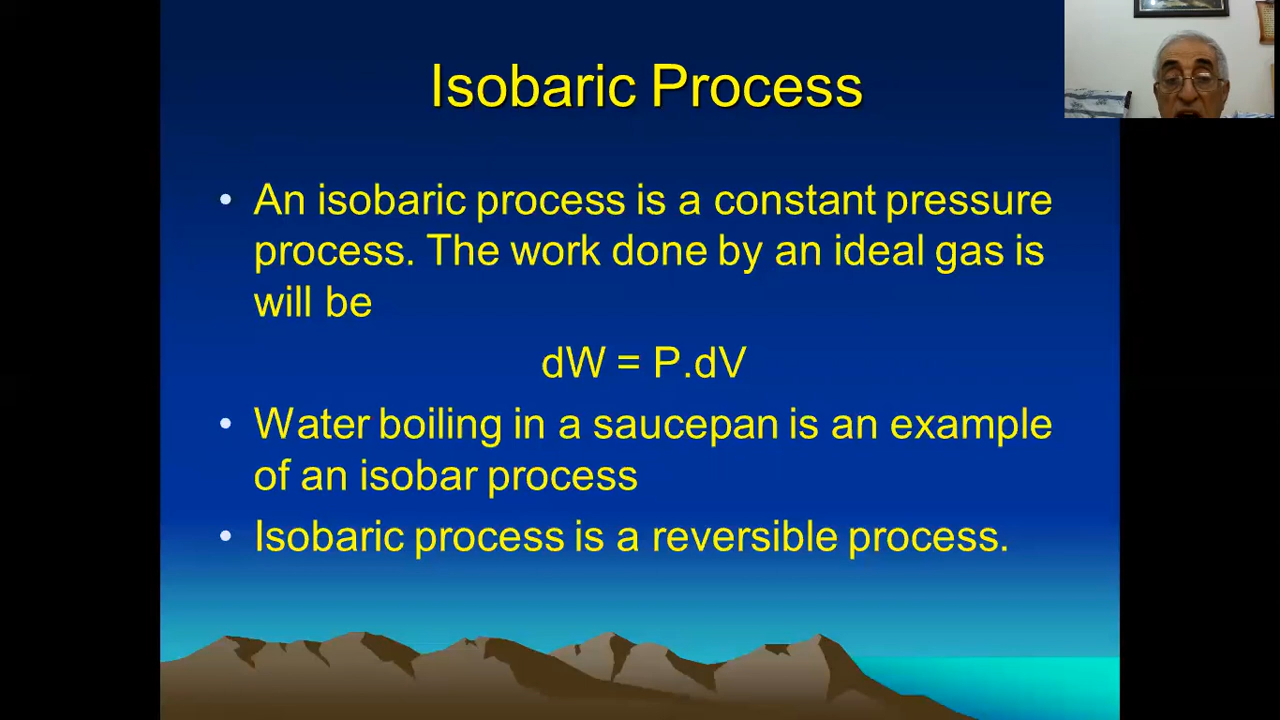 Isobaric Process
• An isobaric process is a constant pressure
process. The work done by an ideal gas is
will be
dW = P.dV
• Water boiling in a saucepan is an example
of an isobar process
• Isobaric process is a reversible process.